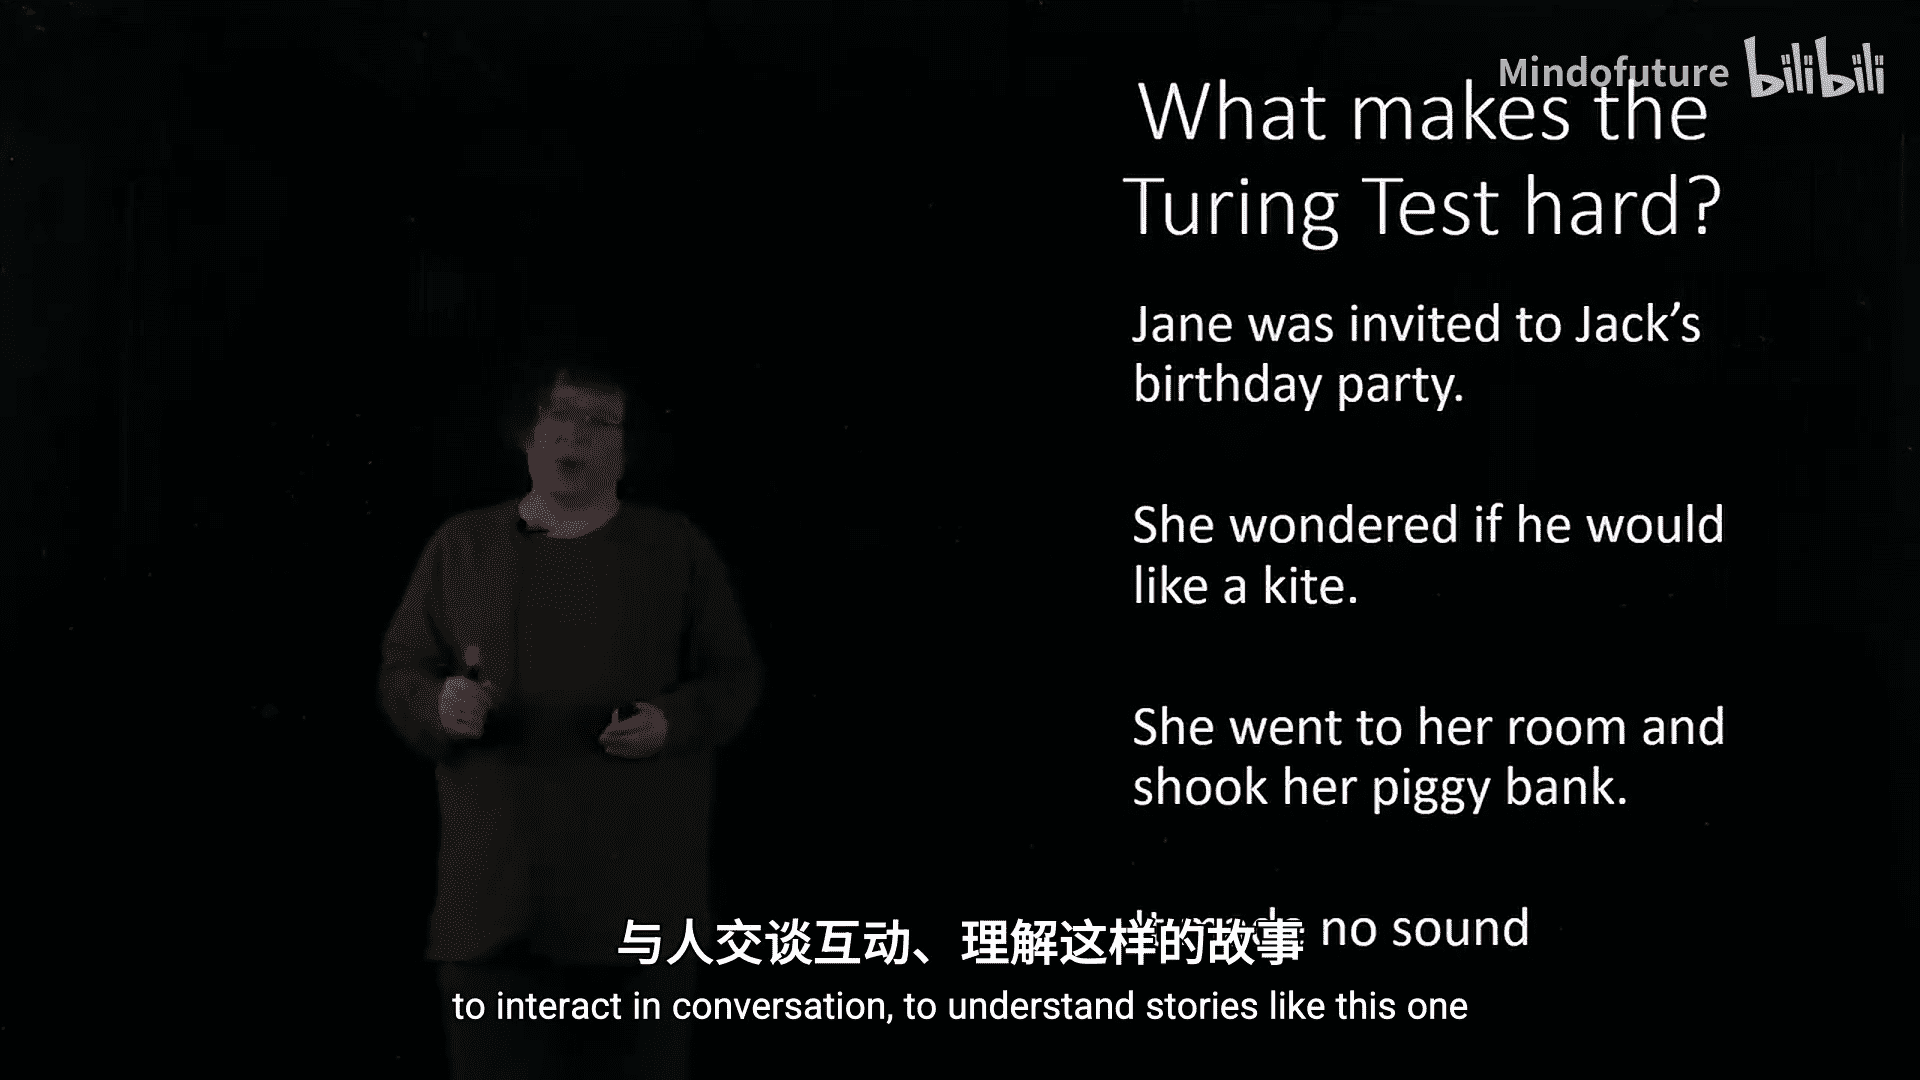 Mindofuture bilibili
What makes the
Turing Test hard?
Jane was invited to Jack's
birthday party.
She wondered if he would
like a kite.
She went to her room and
shook her piggy bank.
no sound
与人交谈互动、理解这样的故事
to interact in conversation, to understand stories like this one